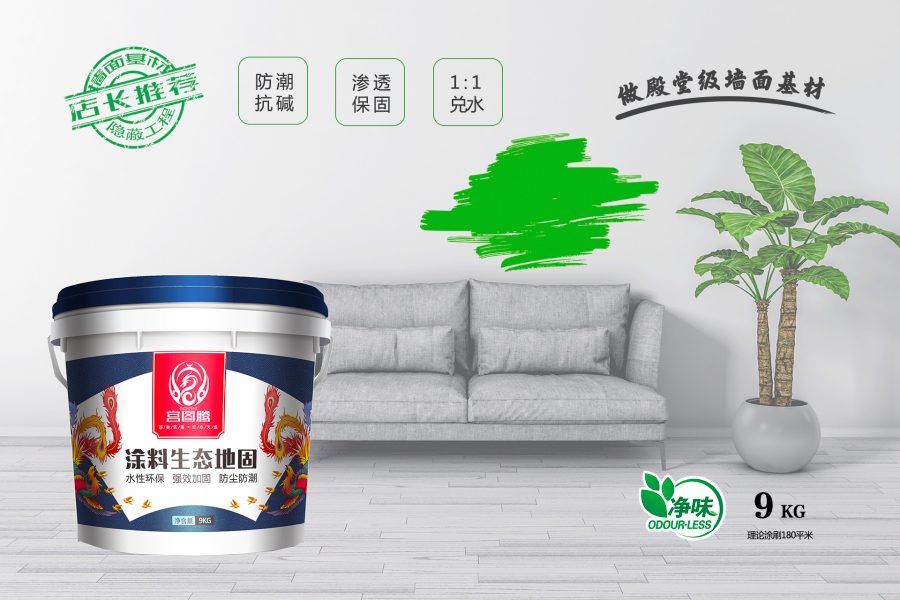 墙面基材
店长推荐
隐蔽工程
防潮
抗碱
渗透
保固
1:1
兑水
做殿堂级墙面基材
宫图腾
涂料生态地固
水性环保 强效加固 防尘防潮
净含量 9KG
净味
ODOUR-LESS
9 KG
理论涂刷180平米